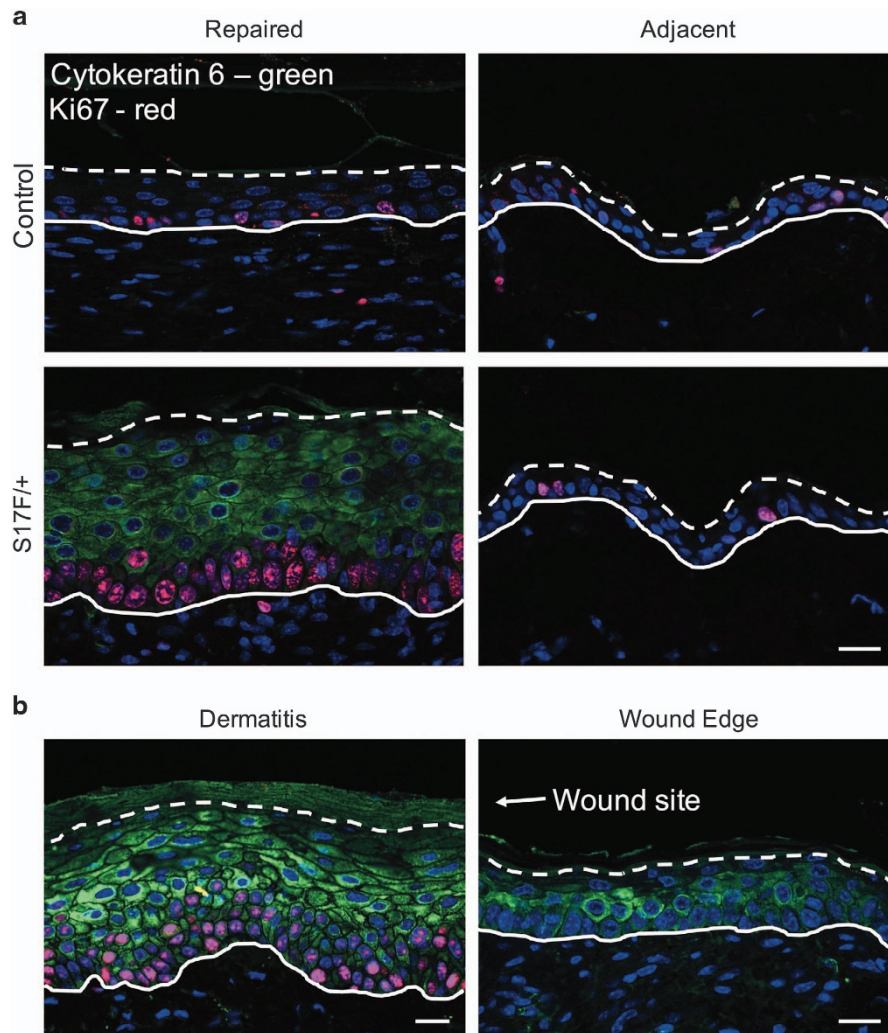 a
Repaired
Adjacent
Control
Cytokeratin 6 – green
Ki67 - red
S17F/+
b
Dermatitis
Wound Edge
Wound site